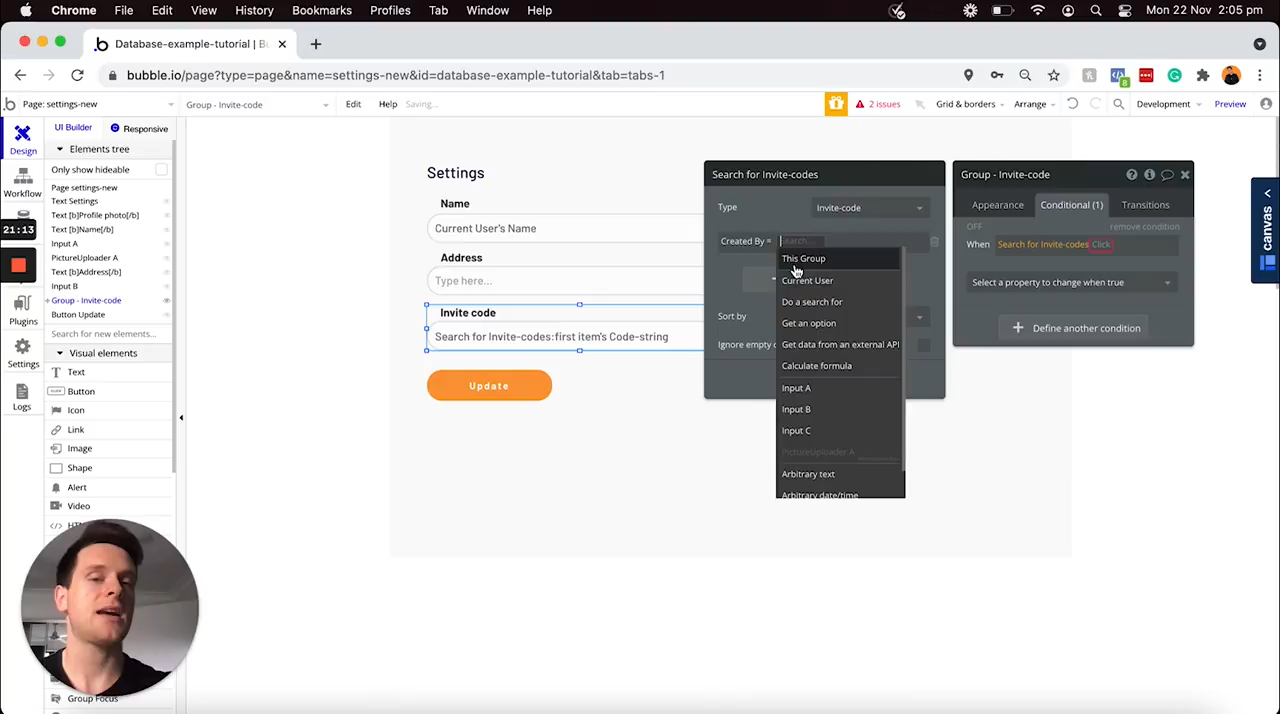 Chrome File Edit View History Bookmarks Profiles Tab Window Help Mon 22 Nov 2:05 pm
Database-example-tutorial | Bu
bubble.io/page?type=page&name=settings-new&id=database-example-tutorial&tab=tabs-1
8
Page: settings-new Group - Invite-code Edit Help Saving... 2 issues Grid & borders Arrange Development Preview
Design
Workflow
21:13
Plugins
Settings
Logs
UI Builder Responsive
Elements tree
Only show hideable
Page settings-new
Text Settings
Text [b]Profile photo[/b]
Text [b]Name[/b]
Input A
PictureUploader A
Text [b]Address[/b]
Input B
Group - Invite-code
Button Update
Search for new elements...
Visual elements
Text
Button
Icon
Link
Image
Shape
Alert
Video
Group Focus
Settings
Name
Current User's Name
Address
Type here...
Invite code
Search for Invite-codes:first item's Code-string
Update
Search for Invite-codes
Type Invite-code
Created By = Search...
Sort by
Ignore empty c
This Group
Current User
Do a search for
Get an option
Get data from an external API
Calculate formula
Input A
Input B
Input C
PictureUploader A
Arbitrary text
Arbitrary date/time
Group - Invite-code
Appearance Conditional (1) Transitions
OFF remove condition
When Search for Invite-codes Click
Select a property to change when true
Define another condition
canvas